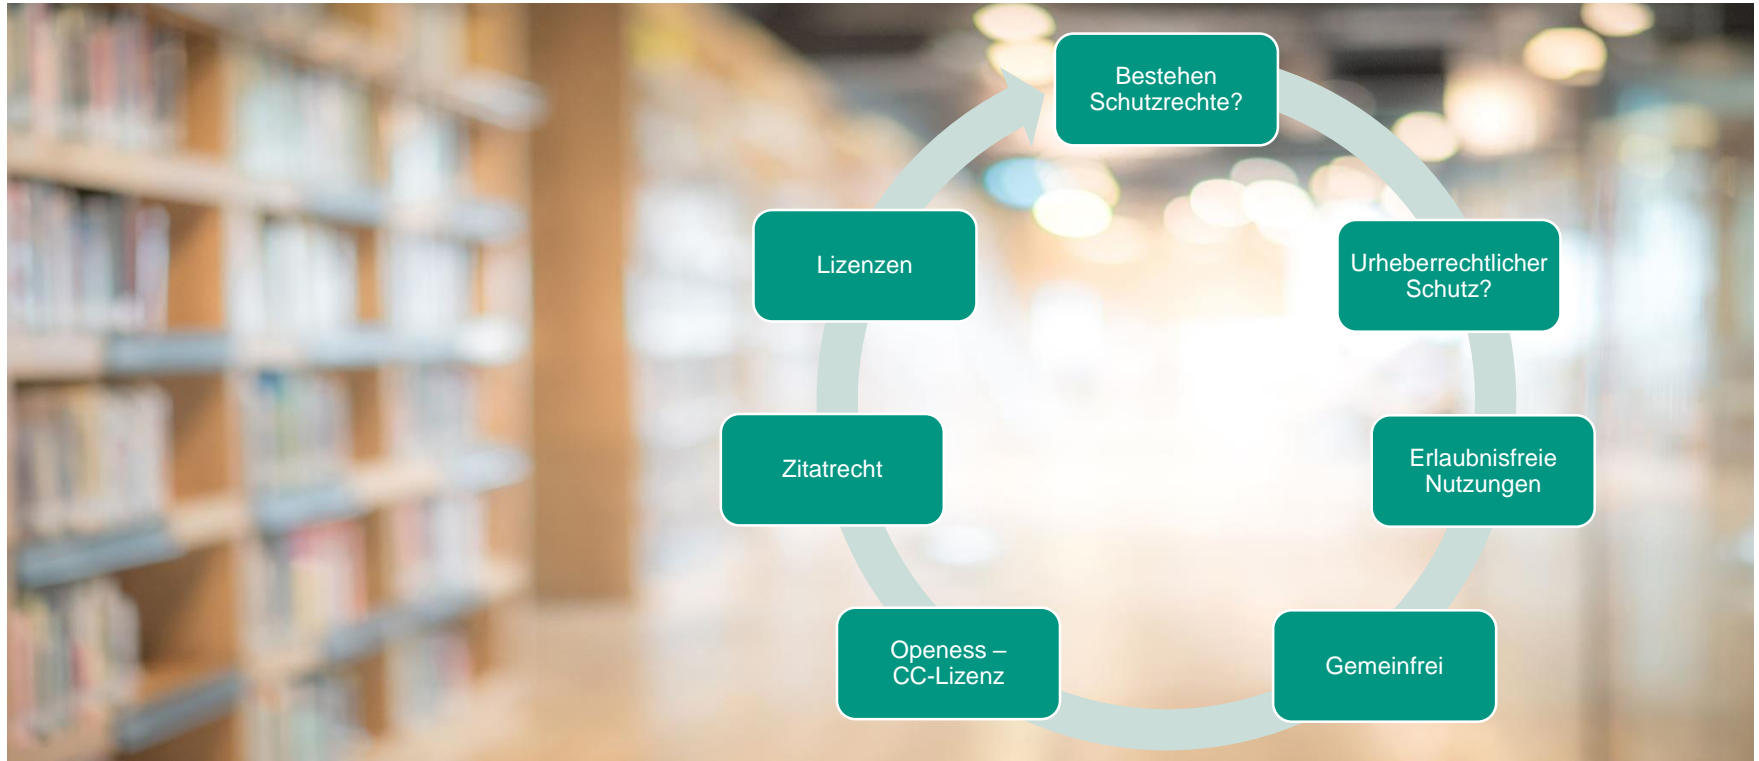 Bestehen
Schutzrechte?
Urheberrechtlicher
Schutz?
Erlaubnisfreie
Nutzungen
Gemeinfrei
Openess –
CC-Lizenz
Zitatrecht
Lizenzen